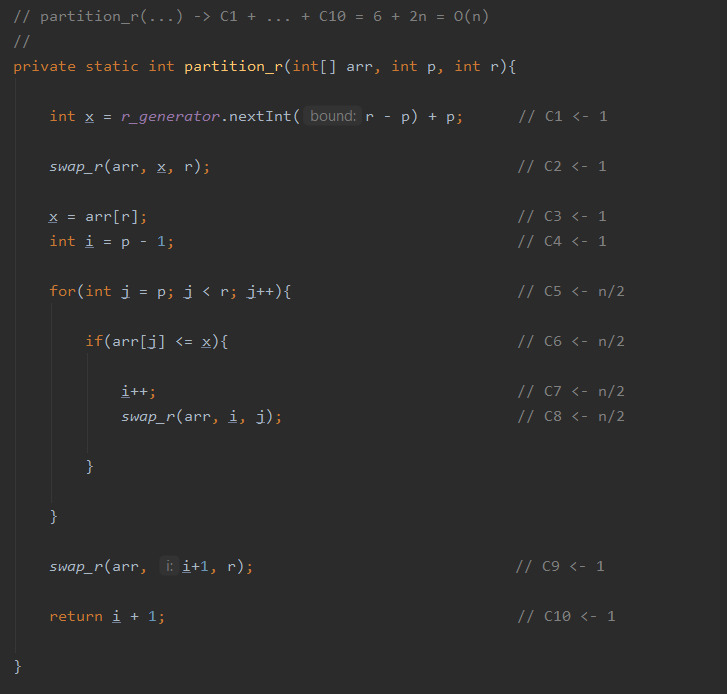 // partition_r(...) -> C1 + ... + C10 = 6 + 2n = O(n)
//
private static int partition_r(int[] arr, int p, int r){
int x = r_generator.nextInt( bound: r - p) + p; // C1 <- 1
swap_r(arr, x, r); // C2 <- 1
x = arr[r]; // C3 <- 1
int i = p - 1; // C4 <- 1
for(int j = p; j < r; j++){ // C5 <- n/2
if(arr[j] <= x){ // C6 <- n/2
i++; // C7 <- n/2
swap_r(arr, i, j); // C8 <- n/2
}
}
swap_r(arr, i: i+1, r); // C9 <- 1
return i + 1; // C10 <- 1
}